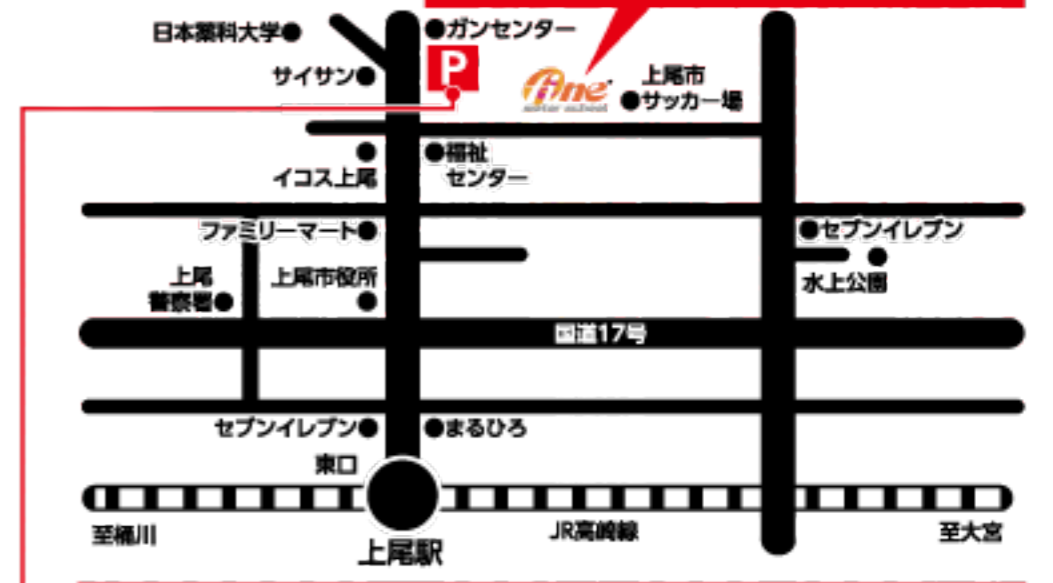 日本薬科大学
ガンセンター
サイサン
P
fine
motor school
上尾市
サッカー場
イコス上尾
福祉
センター
ファミリーマート
セブンイレブン
上尾
警察署
上尾市役所
水上公園
国道17号
セブンイレブン
まるひろ
東口
至桶川
上尾駅
JR高崎線
至大宮